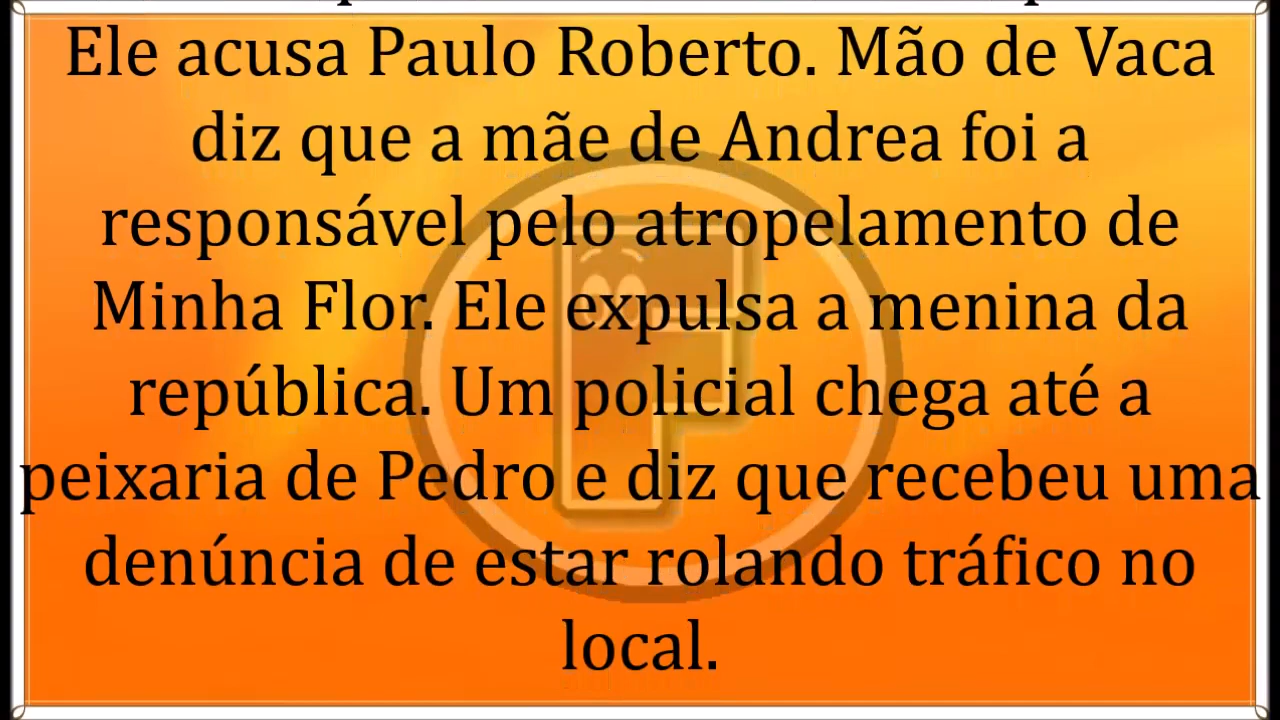 Ele acusa Paulo Roberto. Mão de Vaca
diz que a mãe de Andrea foi a
responsável pelo atropelamento de
Minha Flor. Ele expulsa a menina da
república. Um policial chega até a
peixaria de Pedro e diz que recebeu uma
denúncia de estar rolando tráfico no
local.